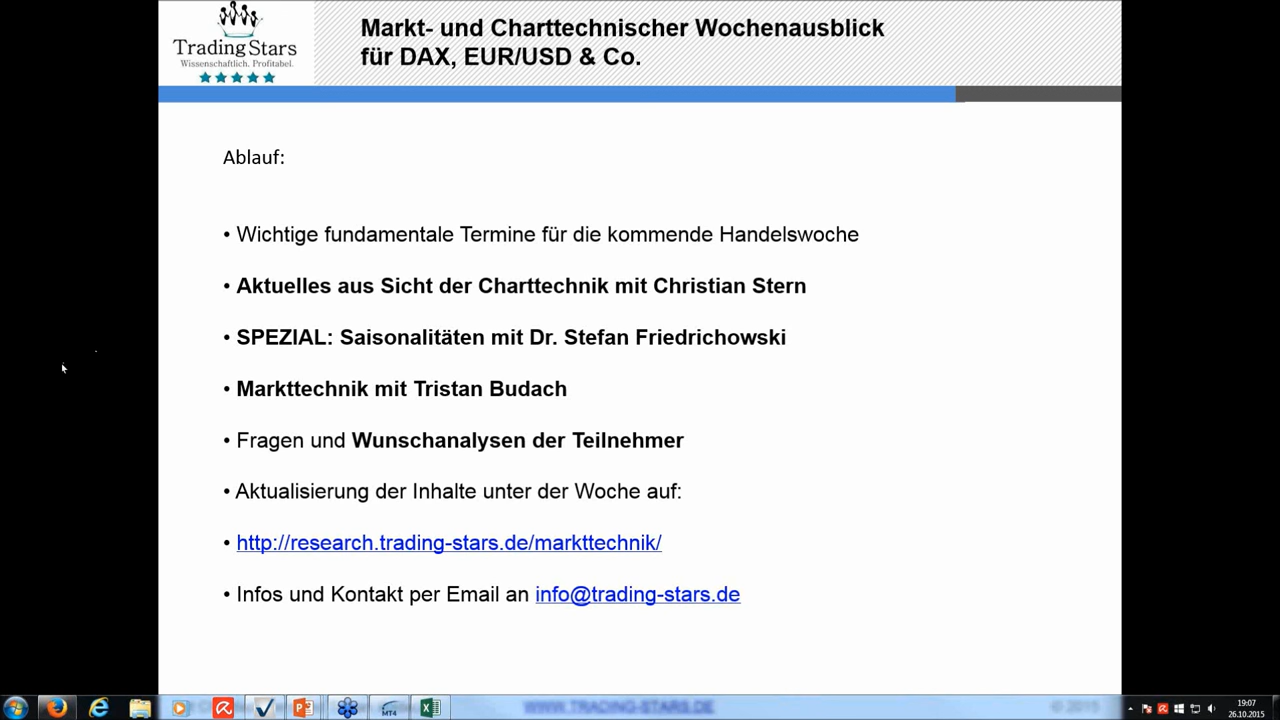 TradingStars
Wissenschaftlich. Profitabel.
Markt- und Charttechnischer Wochenausblick
für DAX, EUR/USD & Co.
Ablauf:
• Wichtige fundamentale Termine für die kommende Handelswoche
• Aktuelles aus Sicht der Charttechnik mit Christian Stern
• SPEZIAL: Saisonalitäten mit Dr. Stefan Friedrichowski
• Markttechnik mit Tristan Budach
• Fragen und Wunschanalysen der Teilnehmer
• Aktualisierung der Inhalte unter der Woche auf:
• http://research.trading-stars.de/markttechnik/
• Infos und Kontakt per Email an info@trading-stars.de
MT4
WWW.TRADING-STARS.DE
© 2015
19:07
26.10.2015